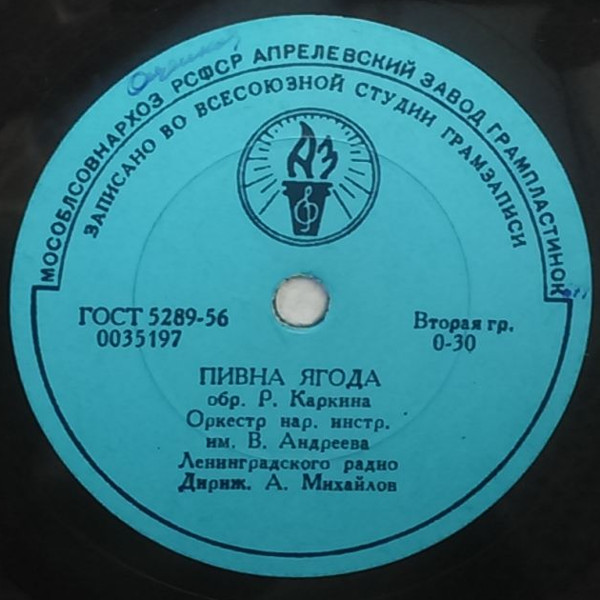 МОСОБЛСОВНАРХОЗ РСФСР АПРЕЛЕВСКИЙ ЗАВОД ГРАМПЛАСТИНОК
ЗАПИСАНО ВО ВСЕСОЮЗНОЙ СТУДИИ ГРАМЗАПИСИ
АЗ
ГОСТ 5289-56
0035197
Вторая гр.
0-30
ПИВНА ЯГОДА
обр. Р. Каркина
Оркестр нар. инстр.
им. В. Андреева
Ленинградского радио
Дириж. А. Михайлов